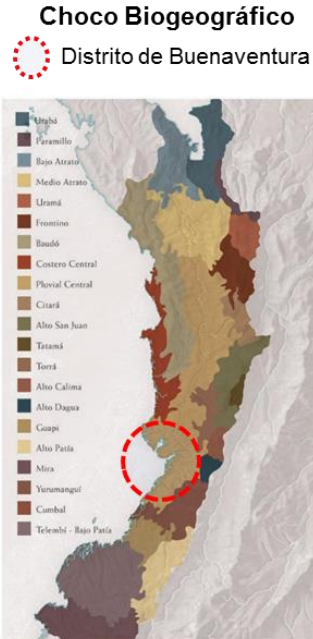 Choco Biogeográfico
Distrito de Buenaventura
Urabá
Paramillo
Bajo Atrato
Medio Atrato
Uramá
Frontino
Baudó
Costero Central
Pluvial Central
Citará
Alto San Juan
Tatamá
Torrá
Alto Calima
Alto Dagua
Guapi
Alto Patía
Mira
Yurumanguí
Cumbal
Telembí - Bajo Patía